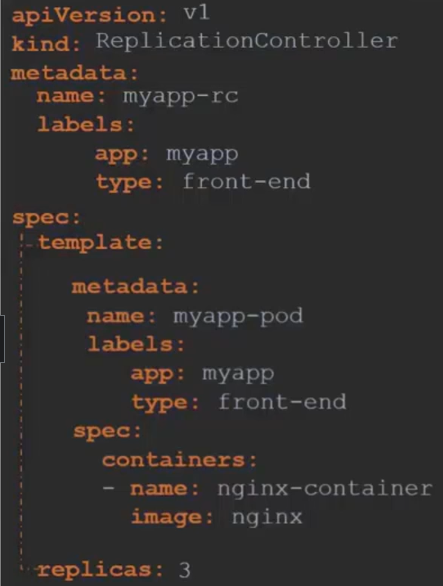 apiVersion: v1
kind: ReplicationController
metadata:
  name: myapp-rc
  labels:
      app: myapp
      type: front-end
spec:
  template:
    metadata:
     name: myapp-pod
     labels:
        app: myapp
        type: front-end
    spec:
      containers:
      - name: nginx-container
        image: nginx
  replicas: 3